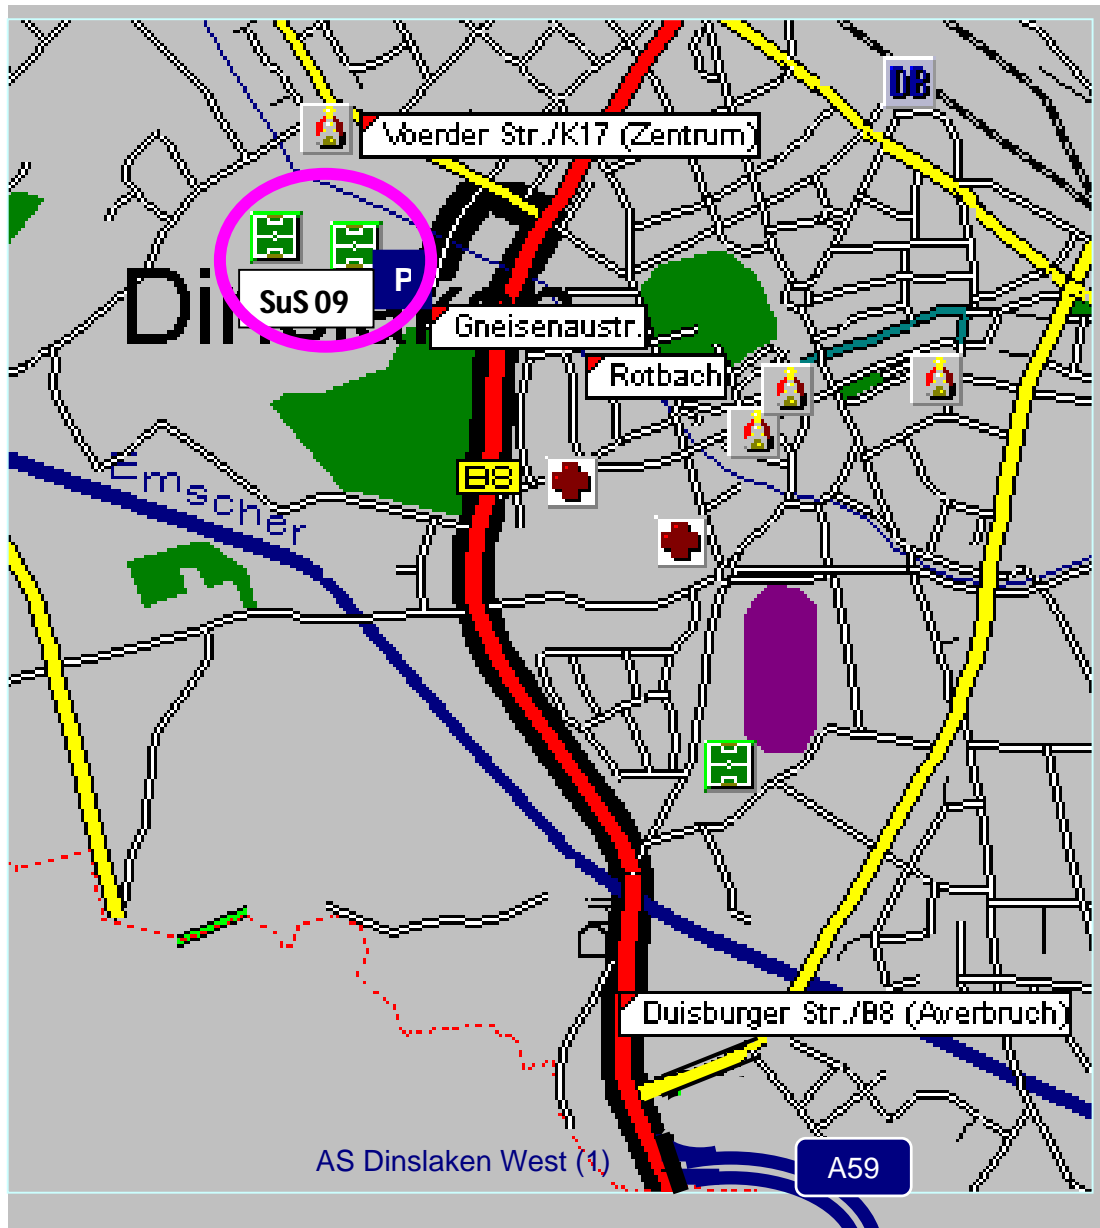 DB
Voerder Str./K17 (Zentrum)
P
SuS 09
Gneisenaustr.
Rotbach
B8
Emscher
Duisburger Str./B8 (Averbruch)
AS Dinslaken West (1)
A59